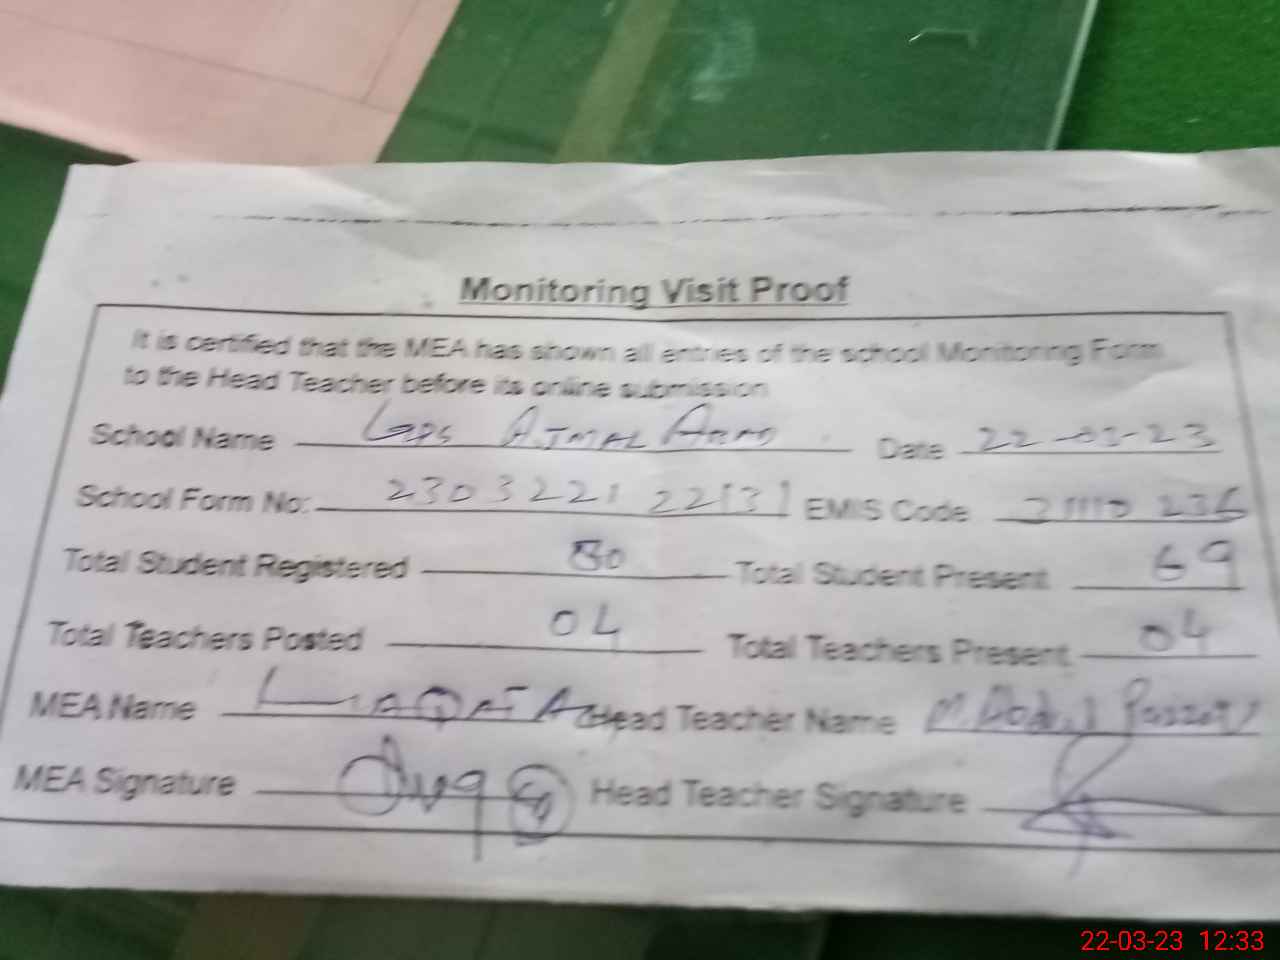 Monitoring Visit Proof
It is certified that the MEA has shown all entries of the school Monitoring Form
to the Head Teacher before its online submission
School Name GPS AJMAL Date 22-03-23
School Form No: 2303221 22131 EMIS Code
Total Student Registered 80 Total Student Present 69
Total Teachers Posted 04 Total Teachers Present 04
MEA Name LIAQAT Head Teacher Name M. Abdul
MEA Signature Head Teacher Signature
22-03-23 12:33